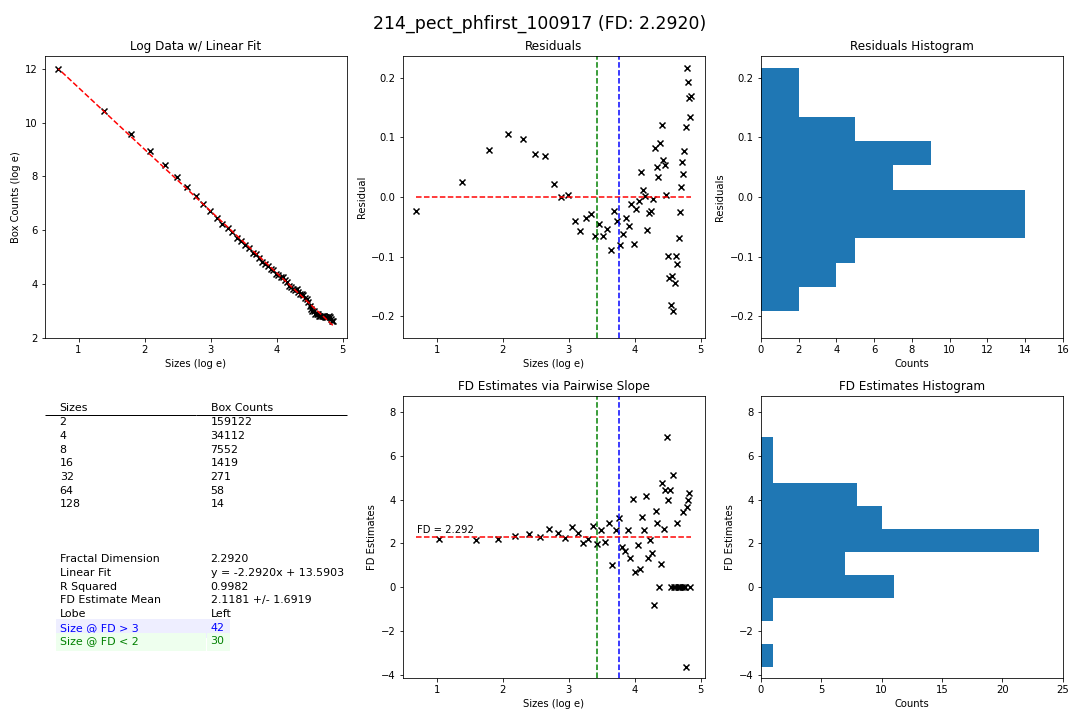 214_pect_phfirst_100917 (FD: 2.2920)
Log Data w/ Linear Fit
Box Counts (log e)
12
10
8
6
4
2
1
2
3
4
5
Sizes (log e)
Residuals
Residual
0.2
0.1
0.0
−0.1
−0.2
1
2
3
4
5
Sizes (log e)
Residuals Histogram
Residuals
0.2
0.1
0.0
−0.1
−0.2
0
2
4
6
8
10
12
14
16
Counts
Sizes Box Counts
2 159122
4 34112
8 7552
16 1419
32 271
64 58
128 14
Fractal Dimension 2.2920
Linear Fit y = -2.2920x + 13.5903
R Squared 0.9982
FD Estimate Mean 2.1181 +/- 1.6919
Lobe Left
Size @ FD > 3 42
Size @ FD < 2 30
FD Estimates via Pairwise Slope
FD Estimates
8
6
4
2
0
−2
−4
FD = 2.292
1
2
3
4
5
Sizes (log e)
FD Estimates Histogram
FD Estimates
8
6
4
2
0
−2
−4
0
5
10
15
20
25
Counts